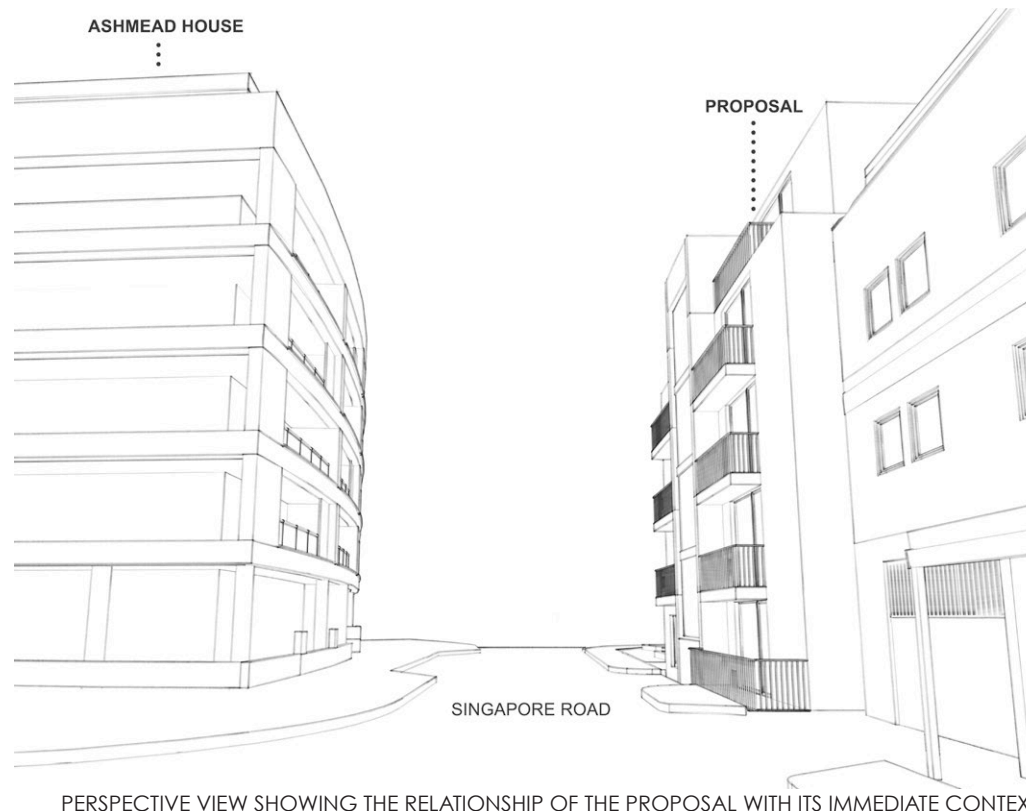 ASHMEAD HOUSE
PROPOSAL
SINGAPORE ROAD
PERSPECTIVE VIEW SHOWING THE RELATIONSHIP OF THE PROPOSAL WITH ITS IMMEDIATE CONTEX